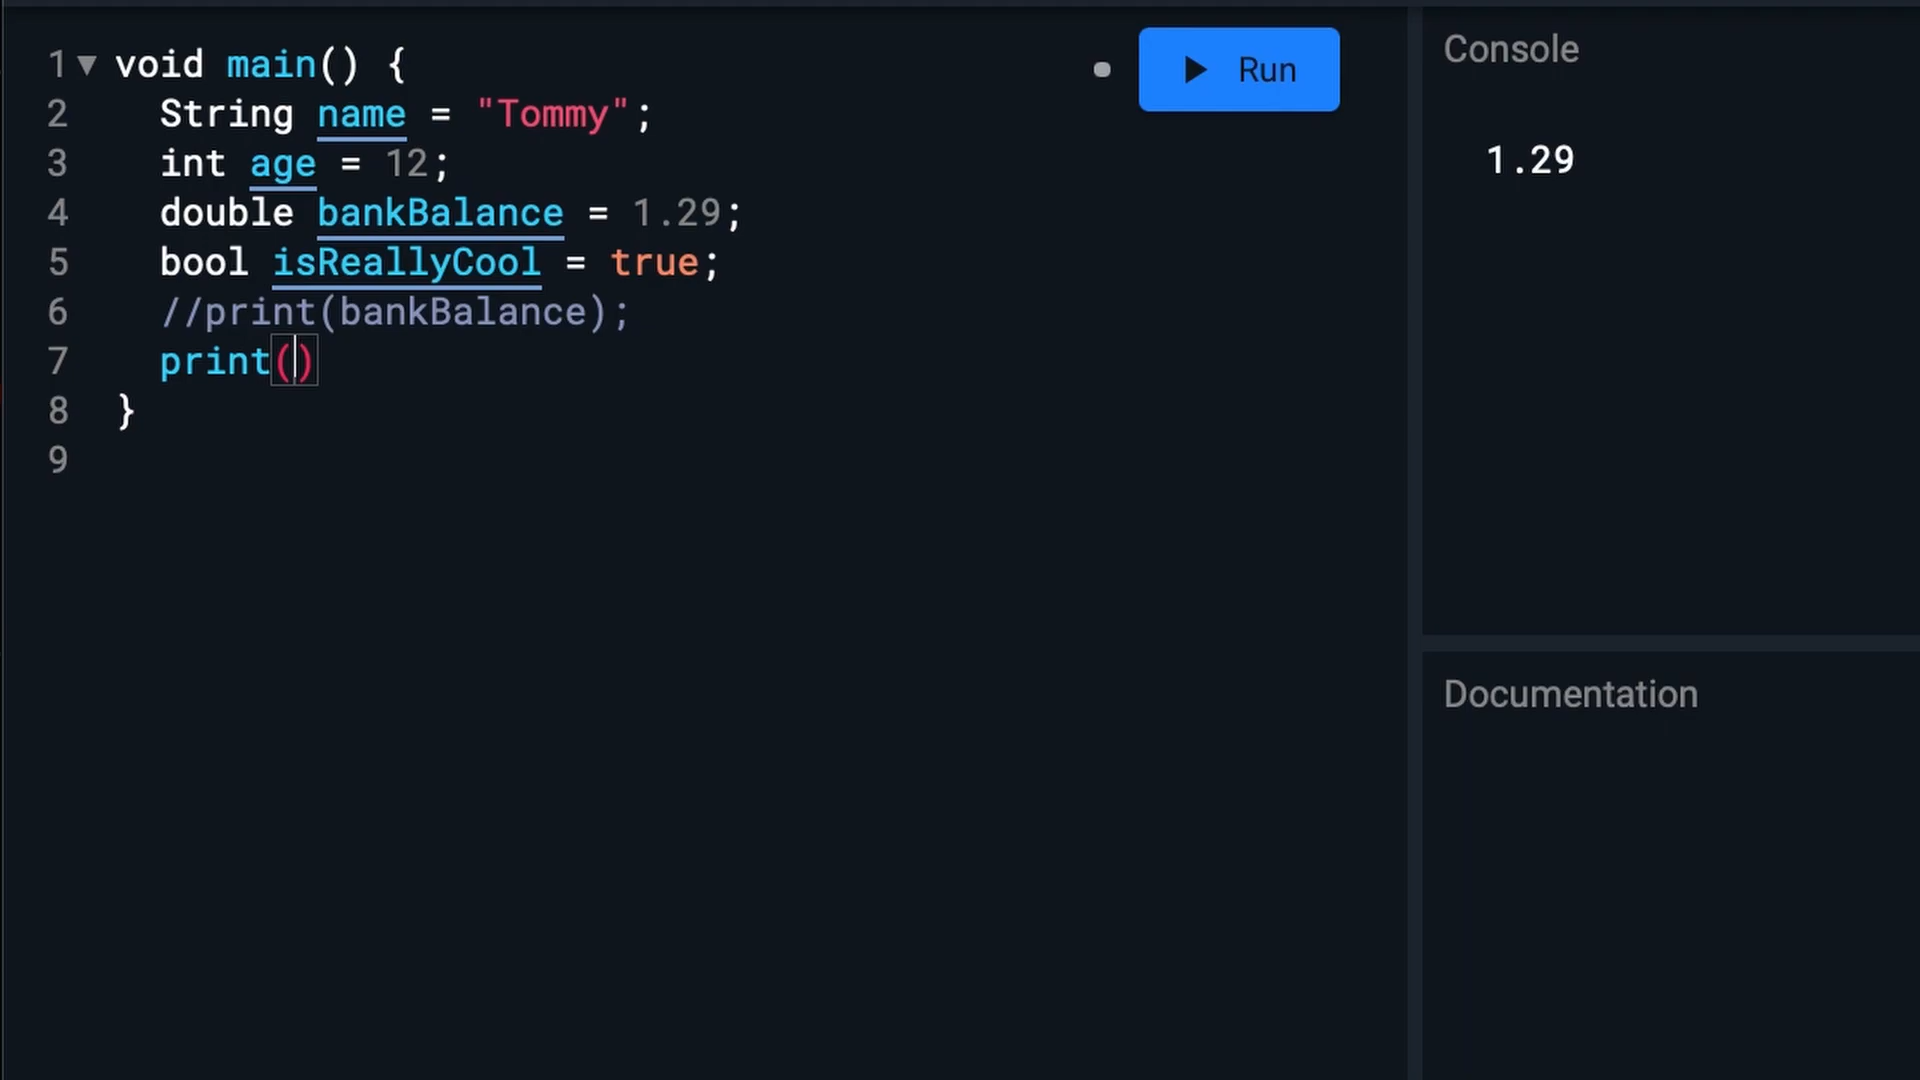 1 void main() {
2 String name = "Tommy";
3 int age = 12;
4 double bankBalance = 1.29;
5 bool isReallyCool = true;
6 //print(bankBalance);
7 print()
8 }
9
Run
Console
1.29
Documentation